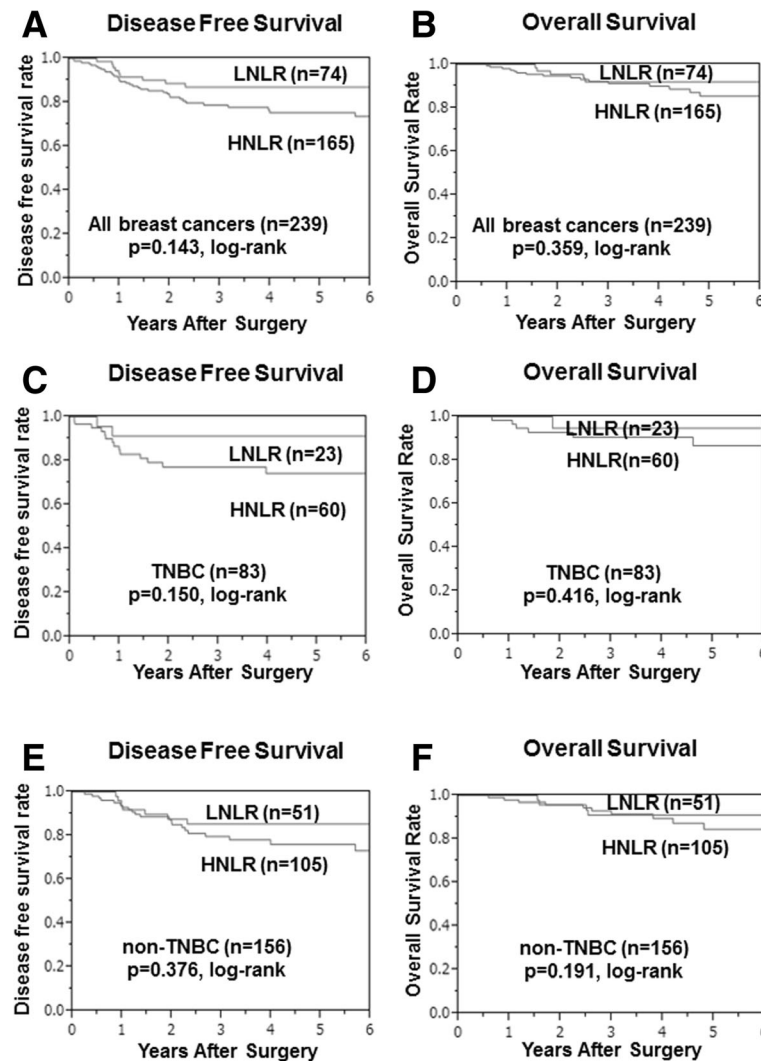 A
Disease Free Survival
Disease free survival rate
1.0
0.8
0.6
0.4
0.2
0.0
LNLR (n=74)
HNLR (n=165)
All breast cancers (n=239)
p=0.143, log-rank
0 1 2 3 4 5 6
Years After Surgery
B
Overall Survival
Overall Survival Rate
1.0
0.8
0.6
0.4
0.2
0.0
LNLR (n=74)
HNLR (n=165)
All breast cancers (n=239)
p=0.359, log-rank
0 1 2 3 4 5 6
Years After Surgery
C
Disease Free Survival
Disease free survival rate
1.0
0.8
0.6
0.4
0.2
0.0
LNLR (n=23)
HNLR (n=60)
TNBC (n=83)
p=0.150, log-rank
0 1 2 3 4 5 6
Years After Surgery
D
Overall Survival
Overall Survival Rate
1.0
0.8
0.6
0.4
0.2
0.0
LNLR (n=23)
HNLR(n=60)
TNBC (n=83)
p=0.416, log-rank
0 1 2 3 4 5 6
Years After Surgery
E
Disease Free Survival
Disease free survival rate
1.0
0.8
0.6
0.4
0.2
0.0
LNLR (n=51)
HNLR (n=105)
non-TNBC (n=156)
p=0.376, log-rank
0 1 2 3 4 5 6
Years After Surgery
F
Overall Survival
Overall Survival Rate
1.0
0.8
0.6
0.4
0.2
0.0
LNLR (n=51)
HNLR (n=105)
non-TNBC (n=156)
p=0.191, log-rank
0 1 2 3 4 5 6
Years After Surgery